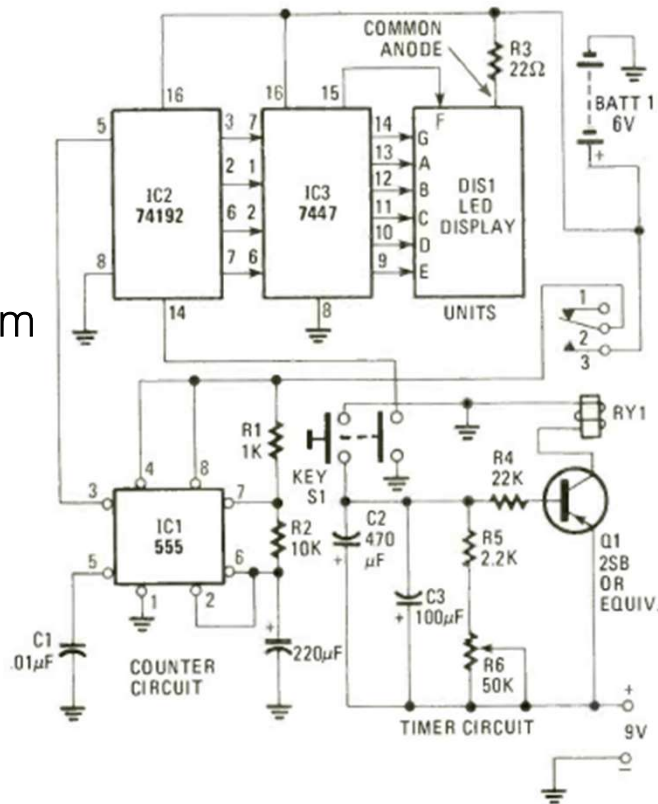 COMMON
ANODE
R3
22Ω
BATT 1
6V
+
16
16
15
5
3
7
14
F
G
2
1
13
A
IC2
74192
IC3
7447
12
B
DIS1
LED
DISPLAY
6
2
11
C
10
D
8
7
6
9
E
14
8
UNITS
1
2
3
m
RY1
R1
1K
KEY
S1
R4
22K
4
8
3
7
IC1
555
R2
10K
C2
470
µF
+
R5
2.2K
Q1
2SB
OR
EQUIV.
5
6
1
2
C3
100µF
+
C1
.01µF
+
220µF
R6
50K
COUNTER
CIRCUIT
TIMER CIRCUIT
+
9V
−